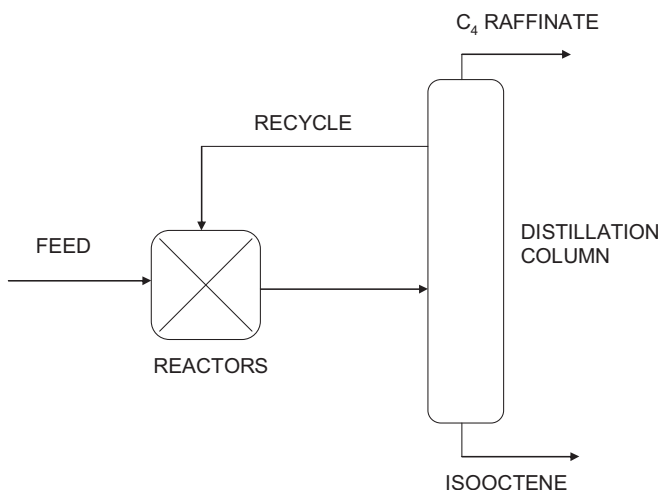 C₄ RAFFINATE
RECYCLE
FEED
DISTILLATION
COLUMN
REACTORS
ISOOCTENE